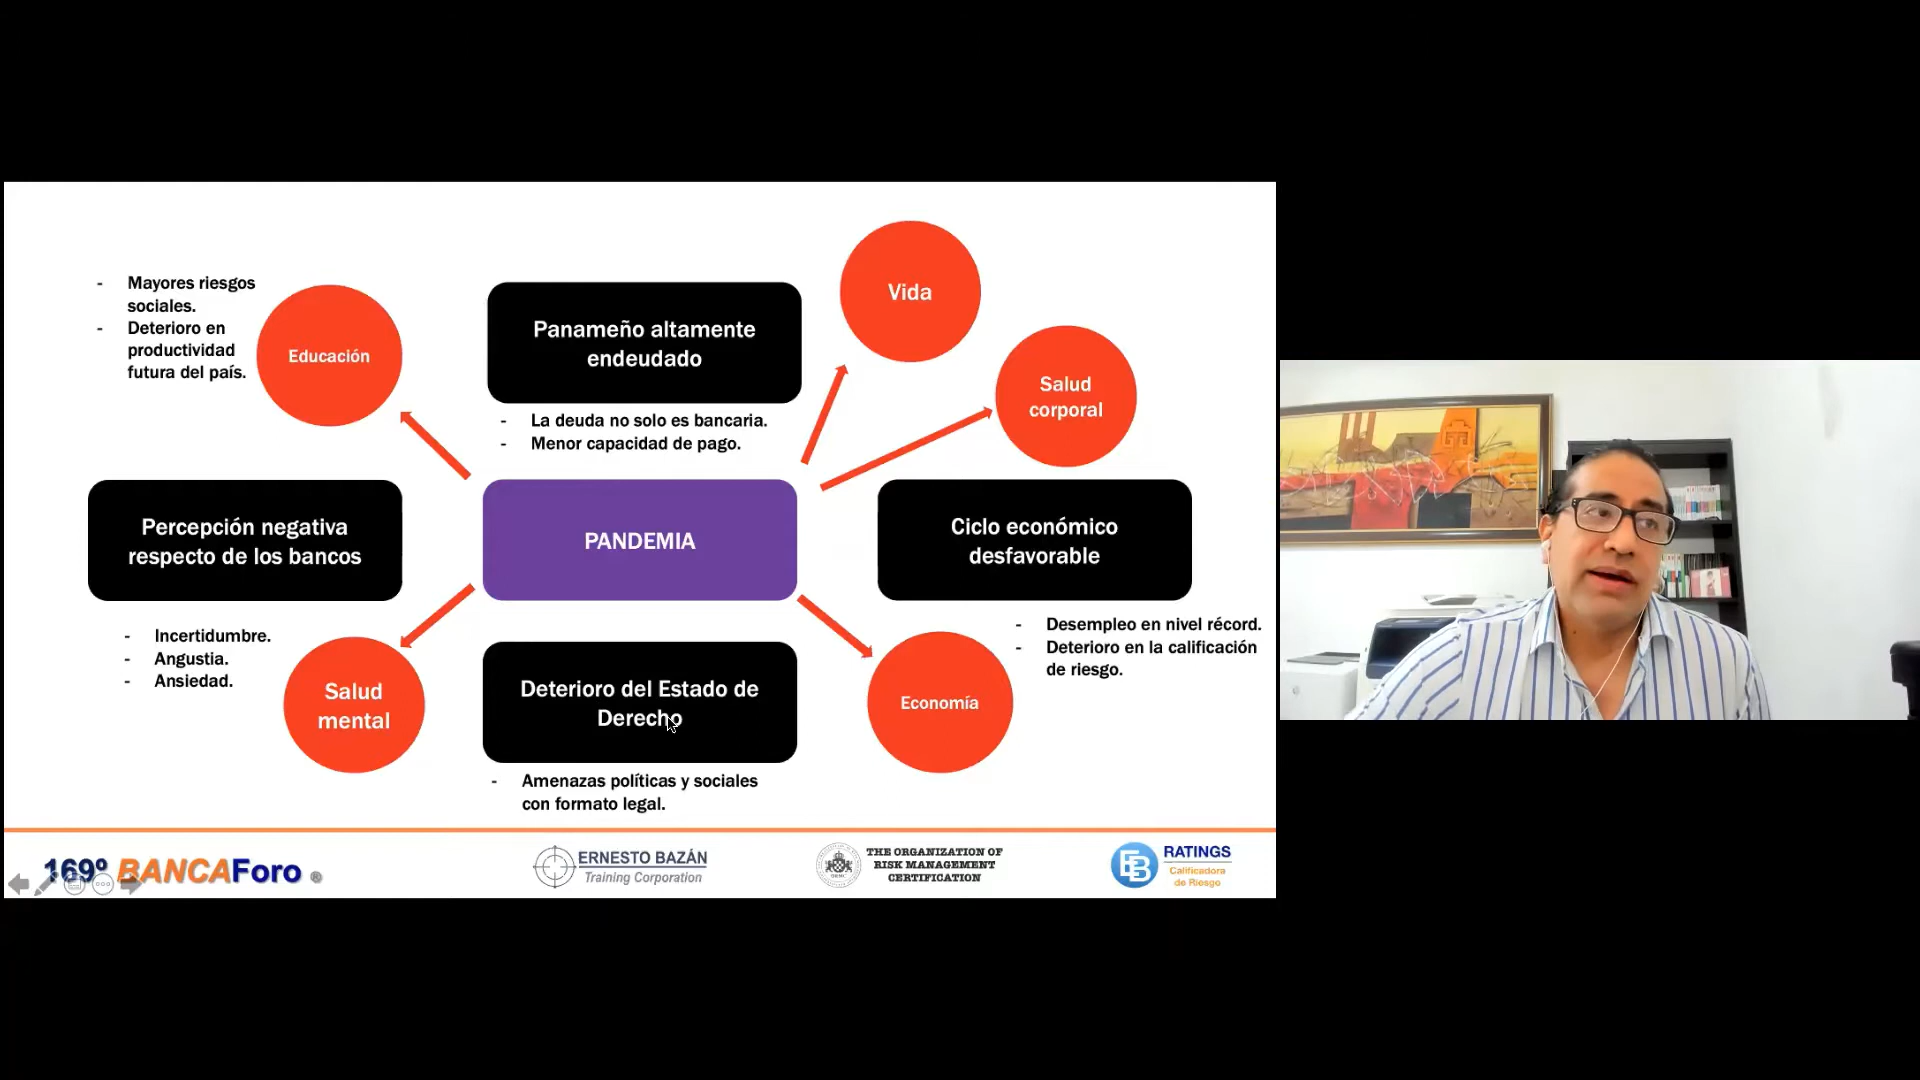 - Mayores riesgos
sociales.
- Deterioro en
productividad
futura del país.
Educación
Panameño altamente
endeudado
- La deuda no solo es bancaria.
- Menor capacidad de pago.
Vida
Salud
corporal
Percepción negativa
respecto de los bancos
PANDEMIA
Ciclo económico
desfavorable
- Incertidumbre.
- Angustia.
- Ansiedad.
Salud
mental
Deterioro del Estado de
Derecho
- Amenazas políticas y sociales
con formato legal.
Economía
- Desempleo en nivel récord.
- Deterioro en la calificación
de riesgo.
169º BANCAForo ®
ERNESTO BAZÁN
Training Corporation
THE ORGANIZATION OF
RISK MANAGEMENT
CERTIFICATION
EB
RATINGS
Calificadora
de Riesgo